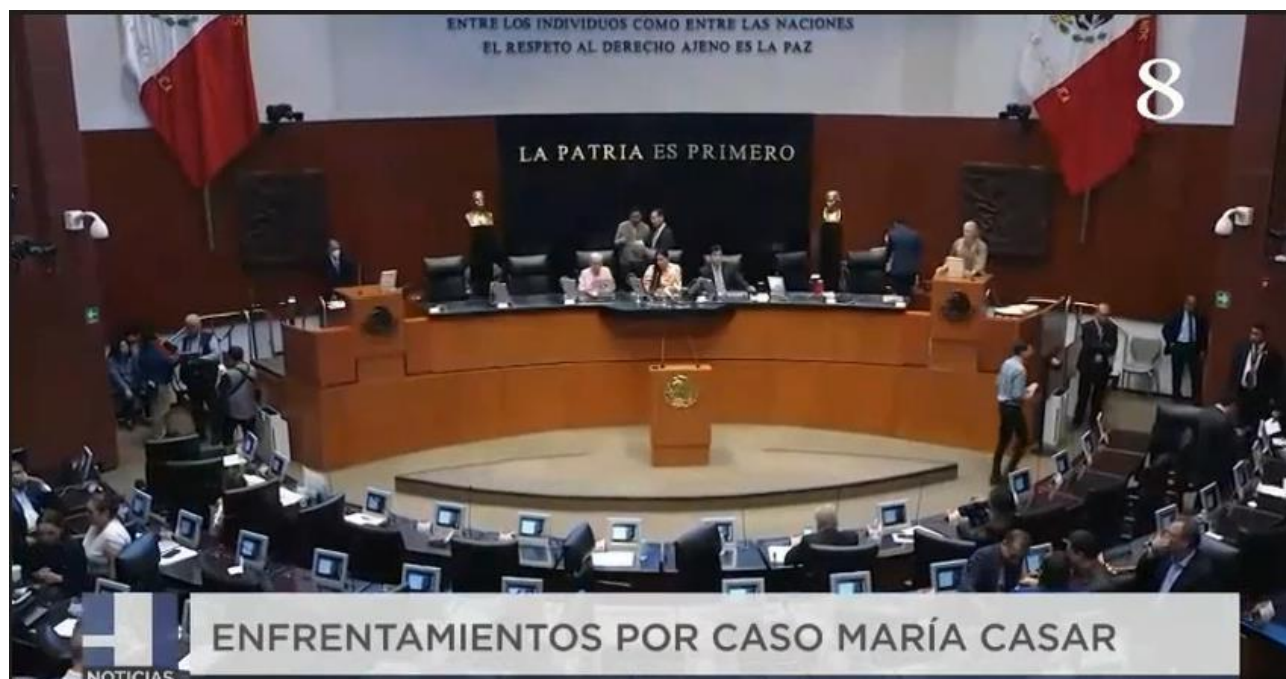 ENTRE LOS INDIVIDUOS COMO ENTRE LAS NACIONES
EL RESPETO AL DERECHO AJENO ES LA PAZ
8
LA PATRIA ES PRIMERO
ENFRENTAMIENTOS POR CASO MARÍA CASAR
H
NOTICIAS